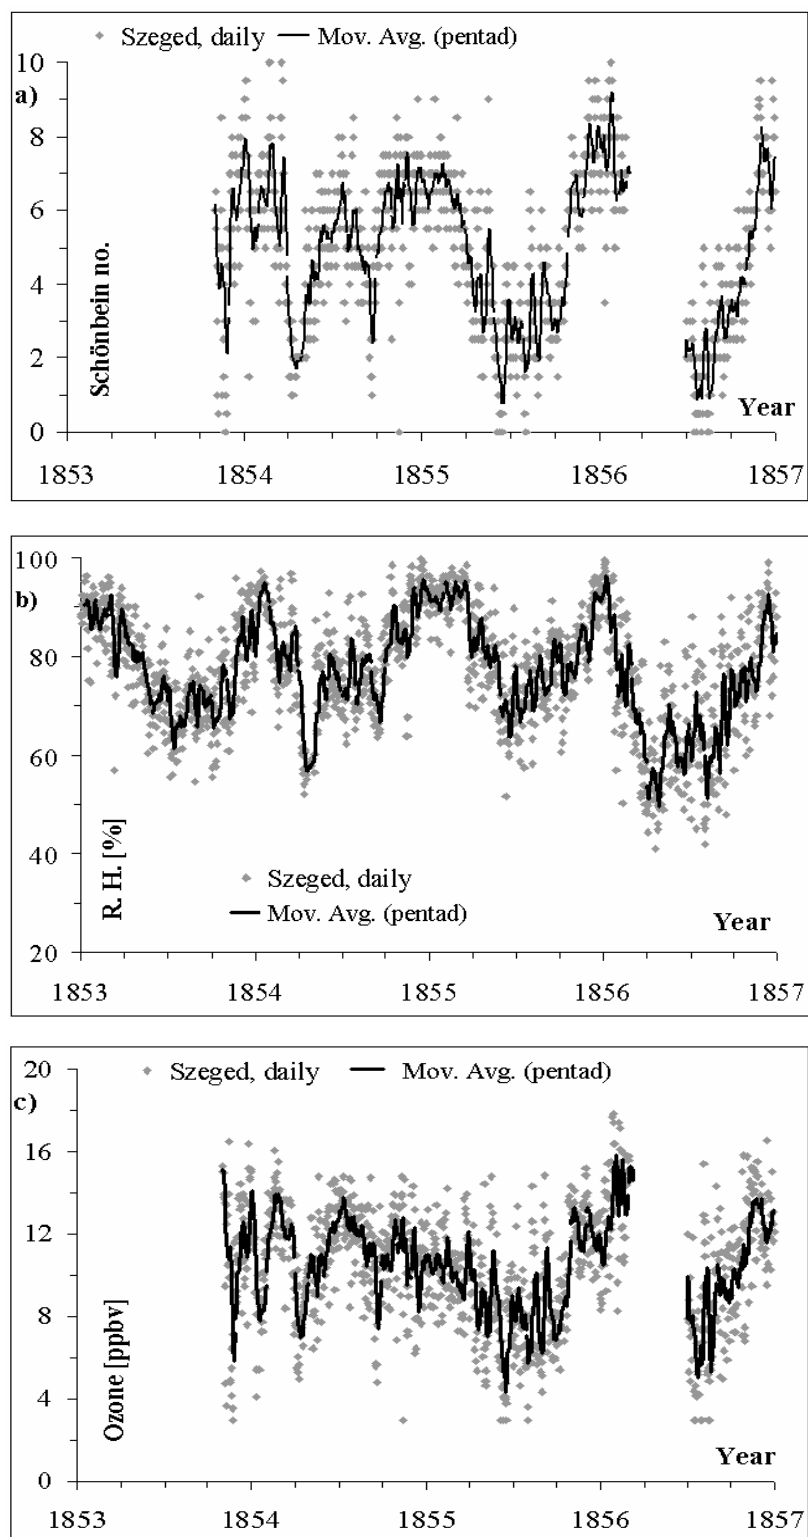 Szeged, daily Mov. Avg. (pentad)
a)
10
8
6
4
2
0
Schönbein no.
Year
1853 1854 1855 1856 1857
b)
100
80
60
40
20
R. H. [%]
Szeged, daily
Mov. Avg. (pentad)
Year
1853 1854 1855 1856 1857
c)
Szeged, daily Mov. Avg. (pentad)
20
16
12
8
4
0
Ozone [ppbv]
Year
1853 1854 1855 1856 1857